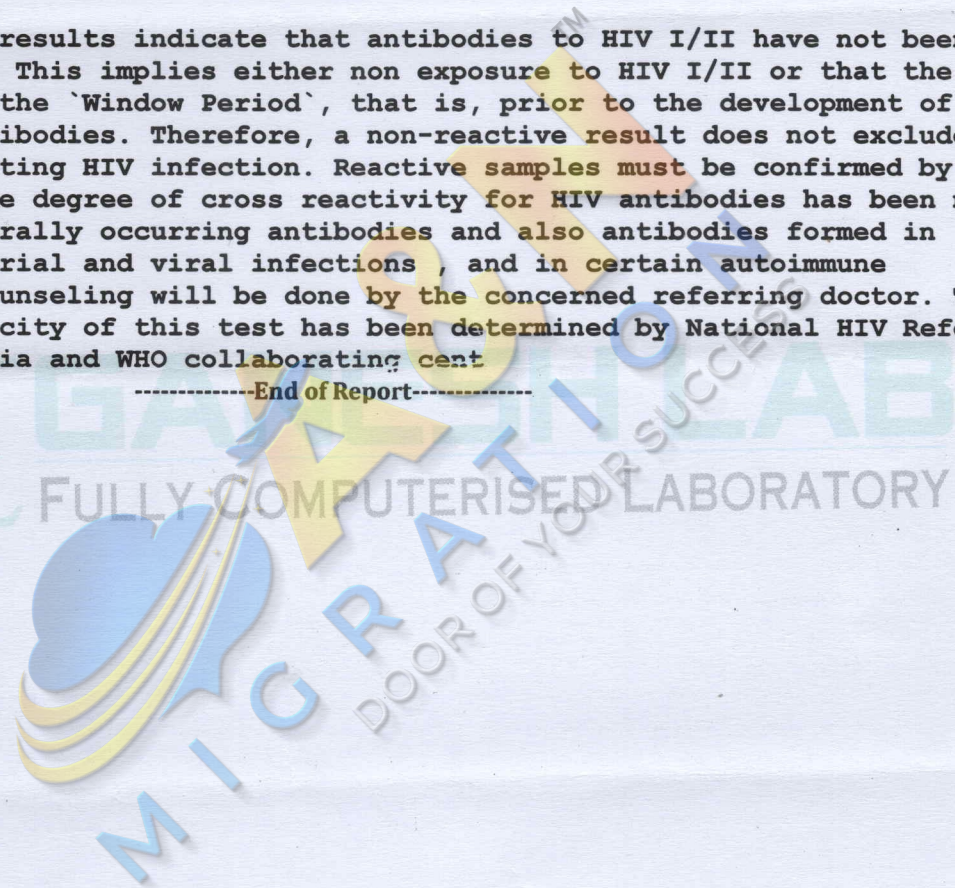 results indicate that antibodies to HIV I/II have not been
This implies either non exposure to HIV I/II or that the
the `Window Period`, that is, prior to the development of
ibodies. Therefore, a non-reactive result does not exclude
ting HIV infection. Reactive samples must be confirmed by
e degree of cross reactivity for HIV antibodies has been
rally occurring antibodies and also antibodies formed in
rial and viral infections , and in certain autoimmune
unseling will be done by the concerned referring doctor.
city of this test has been determined by National HIV Refe
ia and WHO collaborating cent
--------------End of Report--------------
LAB
FULLY COMPUTERISED LABORATORY
A&N
TM
MIGRATION
DOOR OF YOUR SUCCESS